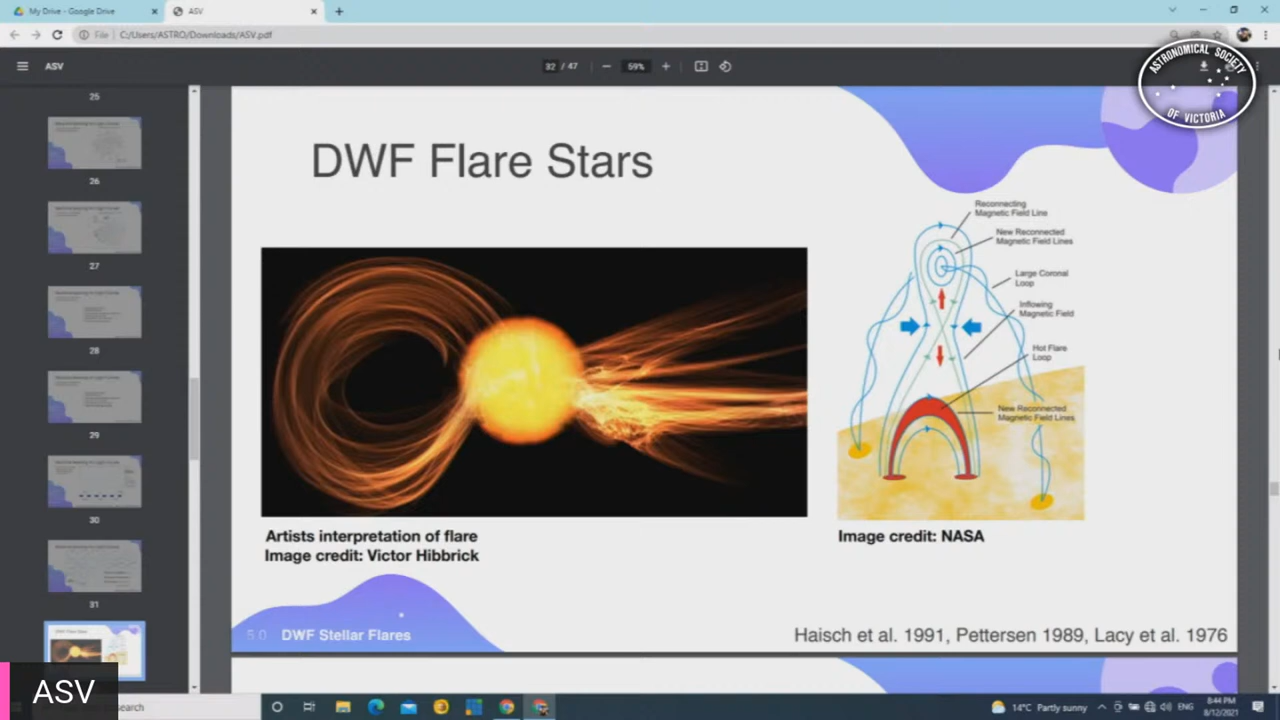 My Drive - Google Drive
ASV
File
C:/Users/ASTRO/Downloads/ASV.pdf
ASV
32 / 47
59%
ASTRONOMICAL SOCIETY
OF VICTORIA
25
26
27
28
29
30
31
DWF Flare Stars
Reconnecting
Magnetic Field Line
New Reconnected
Magnetic Field Lines
Large Coronal
Loop
Inflowing
Magnetic Field
Hot Flare
Loop
New Reconnected
Magnetic Field Lines
Artists interpretation of flare
Image credit: Victor Hibbrick
Image credit: NASA
5.0 DWF Stellar Flares
Haisch et al. 1991, Pettersen 1989, Lacy et al. 1976
ASV
search
14°C Partly sunny
ENG
8:44 PM
8/12/2021